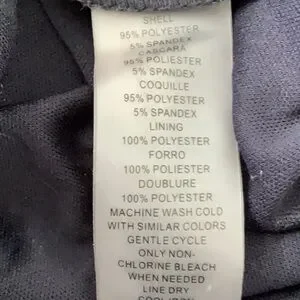 SHELL
95% POLYESTER
5% SPANDEX
CASCARA
95% POLIESTER
5% SPANDEX
COQUILLE
95% POLYESTER
5% SPANDEX
LINING
100% POLYESTER
FORRO
100% POLIESTER
DOUBLURE
100% POLYESTER
MACHINE WASH COLD
WITH SIMILAR COLORS
GENTLE CYCLE
ONLY NON-
CHLORINE BLEACH
WHEN NEEDED
LINE DRY
COOL IRON